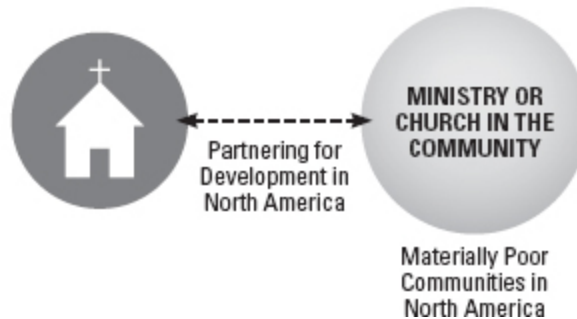 Partnering for
Development in
North America
MINISTRY OR
CHURCH IN THE
COMMUNITY
Materially Poor
Communities in
North America